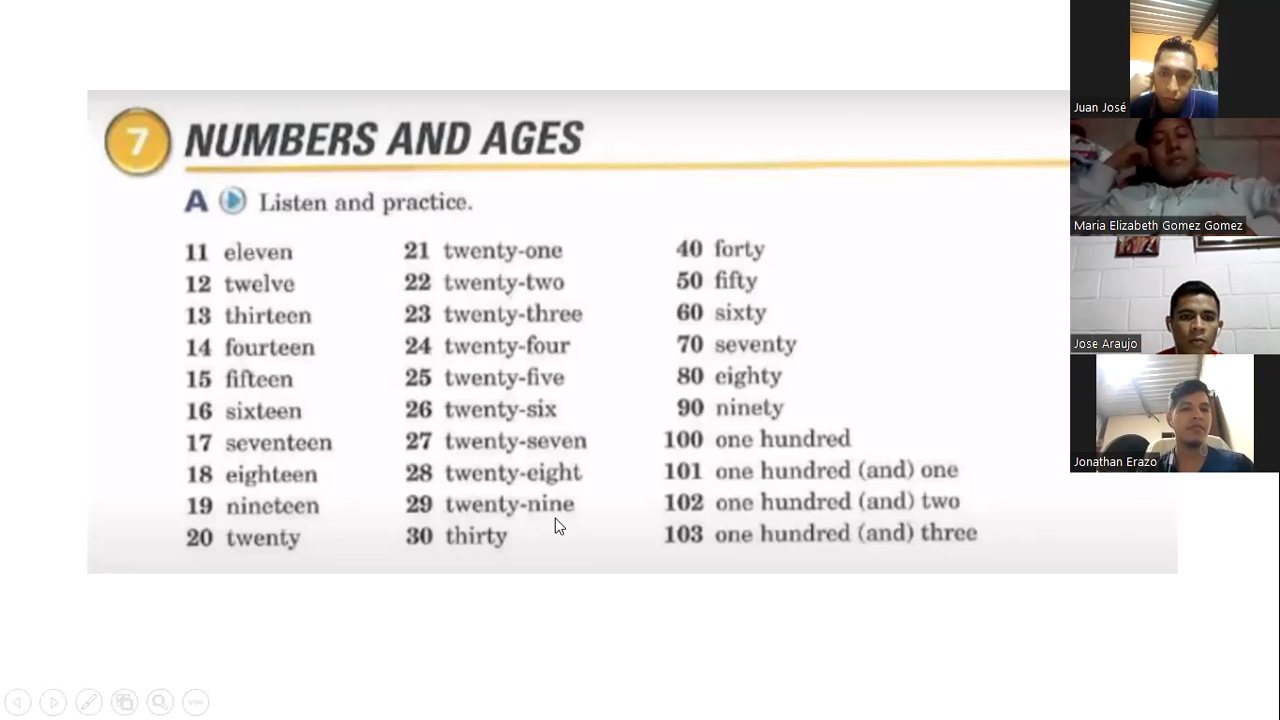 7 NUMBERS AND AGES
A Listen and practice.
11 eleven
12 twelve
13 thirteen
14 fourteen
15 fifteen
16 sixteen
17 seventeen
18 eighteen
19 nineteen
20 twenty
21 twenty-one
22 twenty-two
23 twenty-three
24 twenty-four
25 twenty-five
26 twenty-six
27 twenty-seven
28 twenty-eight
29 twenty-nine
30 thirty
40 forty
50 fifty
60 sixty
70 seventy
80 eighty
90 ninety
100 one hundred
101 one hundred (and) one
102 one hundred (and) two
103 one hundred (and) three
Juan José
Maria Elizabeth Gomez Gomez
Jose Araujo
Jonathan Erazo